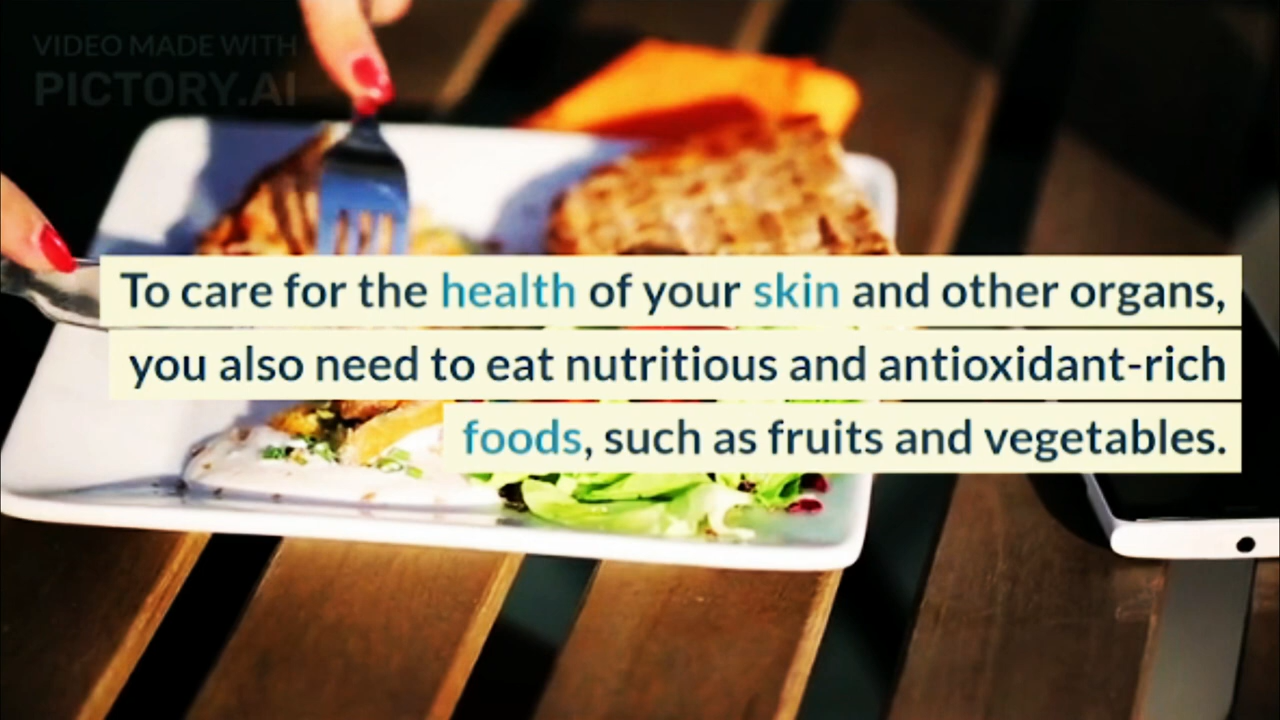 VIDEO MADE WITH
PICTORY.AI
To care for the health of your skin and other organs,
you also need to eat nutritious and antioxidant-rich
foods, such as fruits and vegetables.